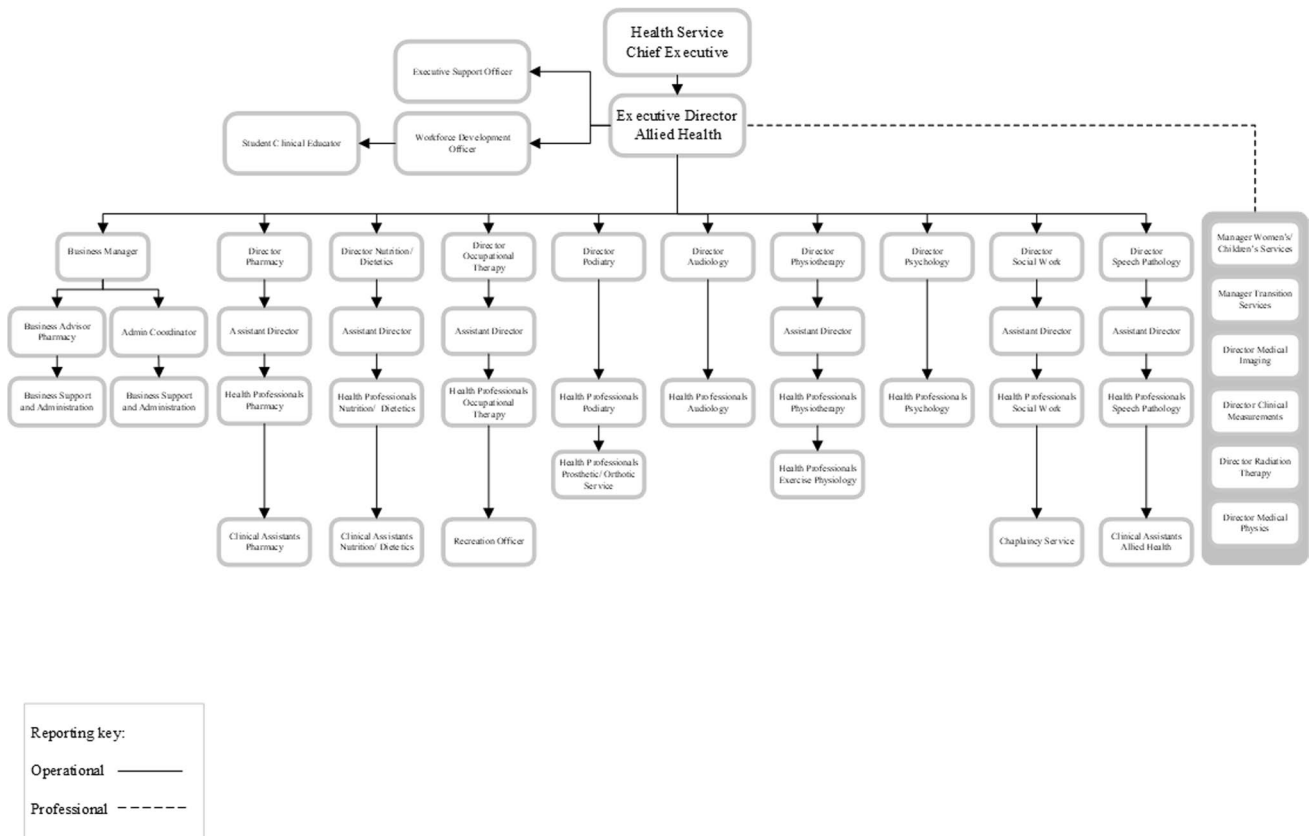 Health Service
Chief Executive
Executive Support Officer
Executive Director
Allied Health
Student Clinical Educator
Workforce Development
Officer
Business Manager
Director
Pharmacy
Director Nutrition/
Dietetics
Director
Occupational
Therapy
Director
Podiatry
Director
Audiology
Director
Physiotherapy
Director
Psychology
Director
Social Work
Director
Speech Pathology
Manager Women's/
Children's Services
Manager Transition
Services
Director Medical
Imaging
Director Clinical
Measurements
Director Radiation
Therapy
Director Medical
Physics
Business Advisor
Pharmacy
Admin Coordinator
Assistant Director
Assistant Director
Assistant Director
Assistant Director
Assistant Director
Assistant Director
Business Support
and Administration
Business Support
and Administration
Health Professionals
Pharmacy
Health Professionals
Nutrition/ Dietetics
Health Professionals
Occupational
Therapy
Health Professionals
Podiatry
Health Professionals
Audiology
Health Professionals
Physiotherapy
Health Professionals
Psychology
Health Professionals
Social Work
Health Professionals
Speech Pathology
Health Professionals
Prosthetic/ Orthotic
Service
Health Professionals
Exercise Physiology
Clinical Assistants
Pharmacy
Clinical Assistants
Nutrition/ Dietetics
Recreation Officer
Chaplaincy Service
Clinical Assistants
Allied Health
Reporting key:
Operational
Professional